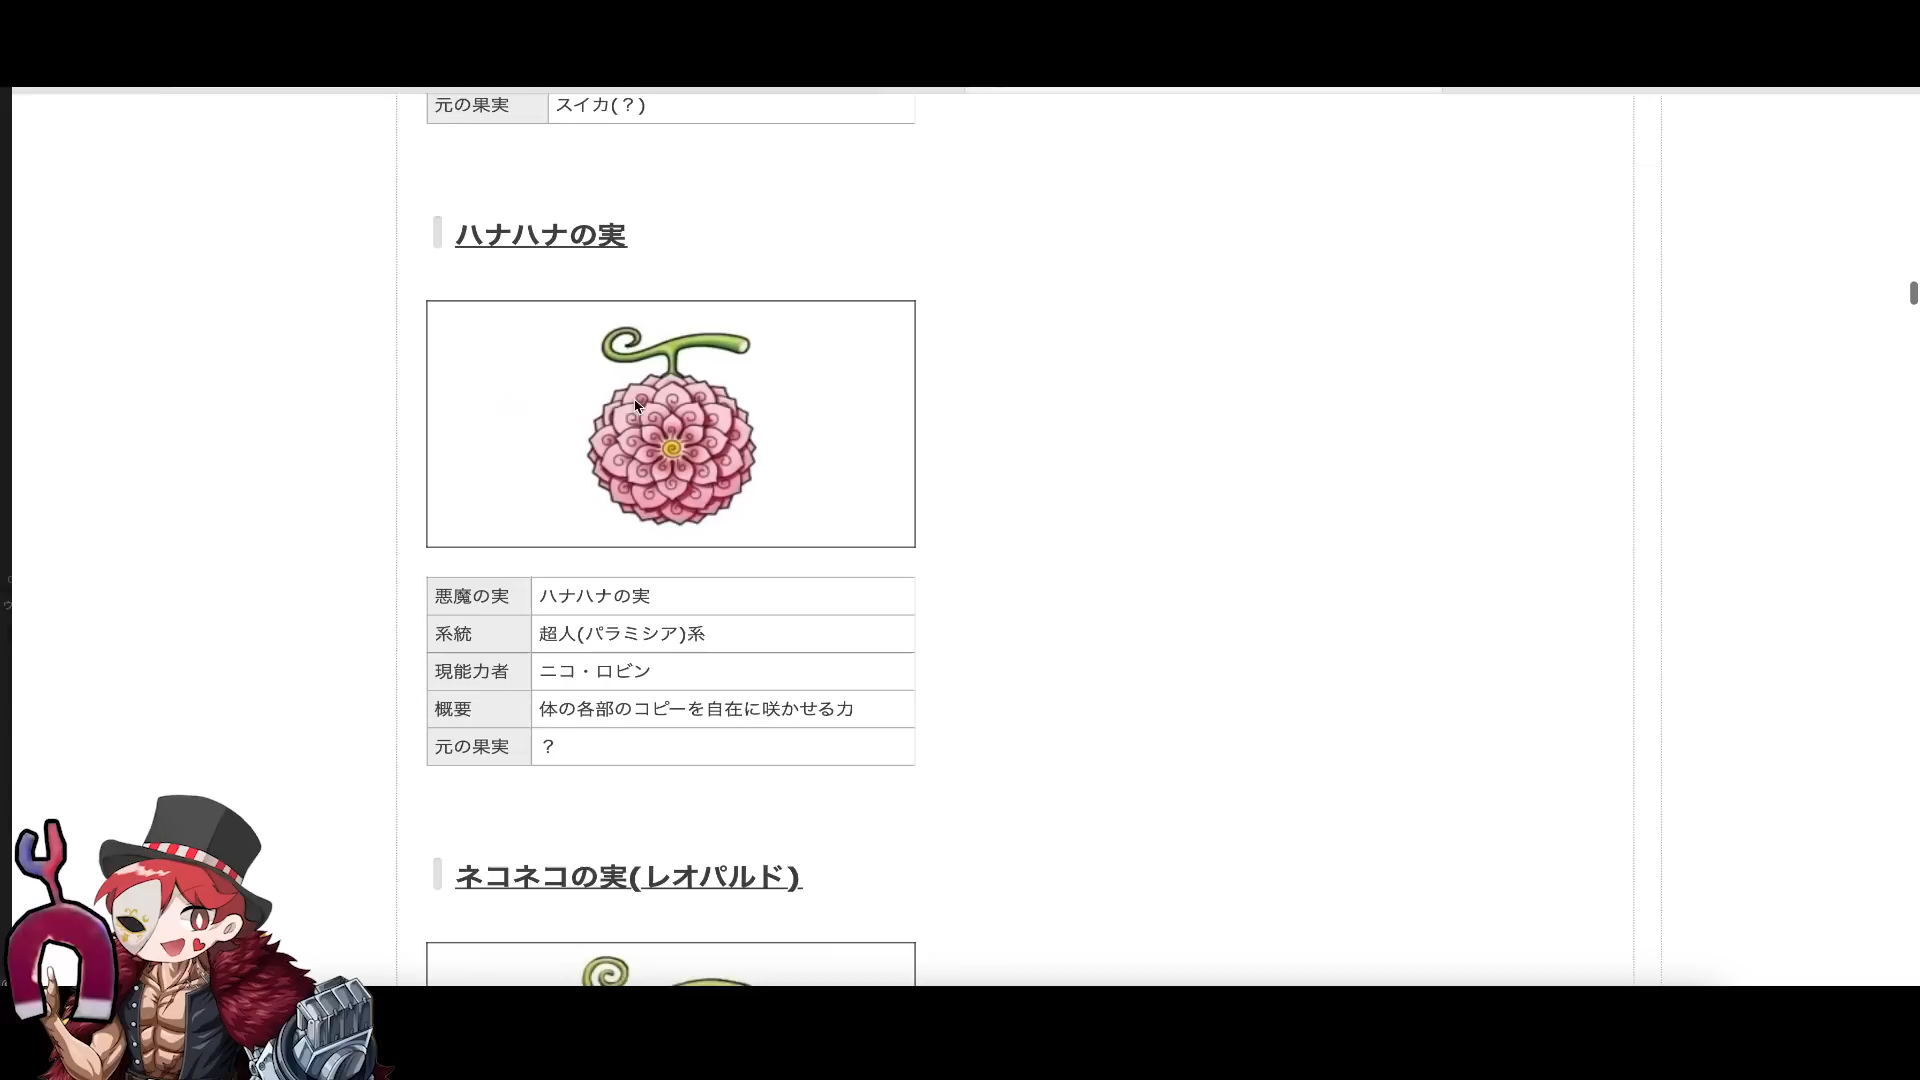 元の果実 スイカ(？)
ハナハナの実
悪魔の実 ハナハナの実
系統 超人(パラミシア)系
現能力者 ニコ・ロビン
概要 体の各部のコピーを自在に咲かせる力
元の果実 ？
ネコネコの実(レオパルド)